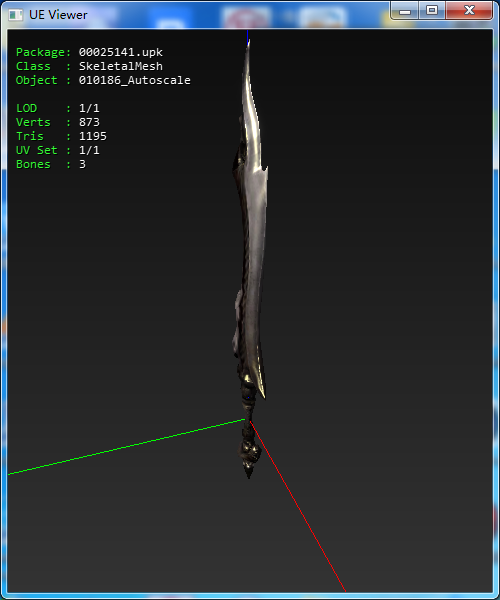 UE Viewer
Package: 00025141.upk
Class : SkeletalMesh
Object : 010186_Autoscale
LOD : 1/1
Verts : 873
Tris : 1195
UV Set : 1/1
Bones : 3